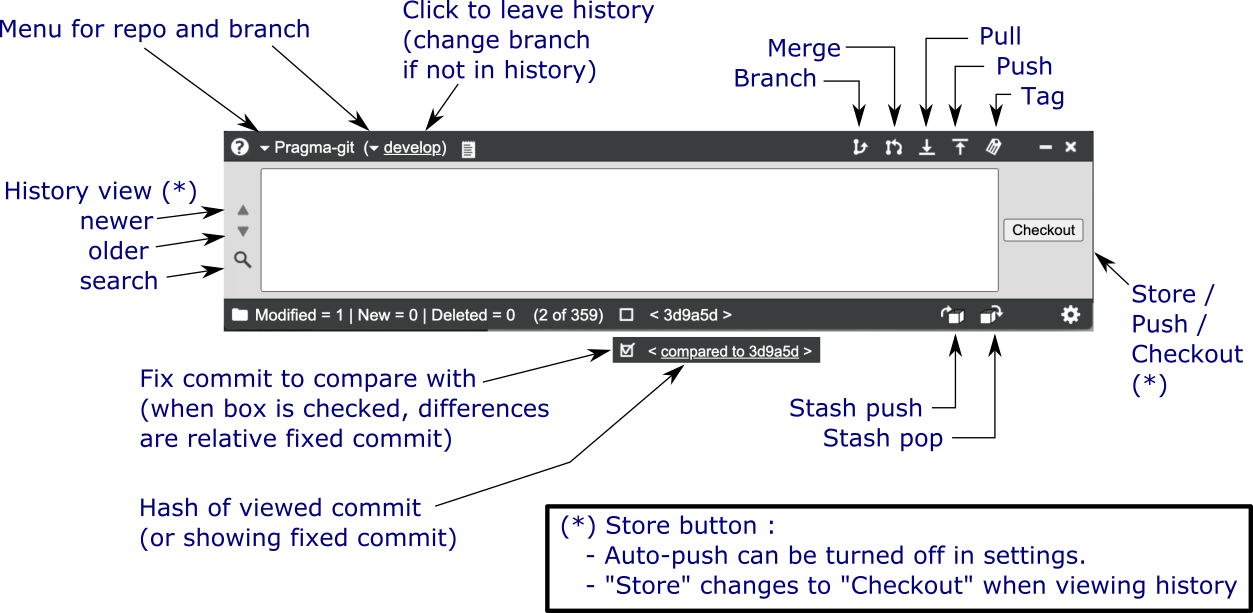 Menu for repo and branch
Click to leave history
(change branch
if not in history)
Merge
Branch
Pull
Push
Tag
Pragma-git (develop)
History view (*)
newer
older
search
Checkout
Store /
Push /
Checkout
(*)
Modified = 1 | New = 0 | Deleted = 0 (2 of 359) < 3d9a5d >
< compared to 3d9a5d >
Fix commit to compare with
(when box is checked, differences
are relative fixed commit)
Stash push
Stash pop
Hash of viewed commit
(or showing fixed commit)
(*) Store button :
- Auto-push can be turned off in settings.
- "Store" changes to "Checkout" when viewing history